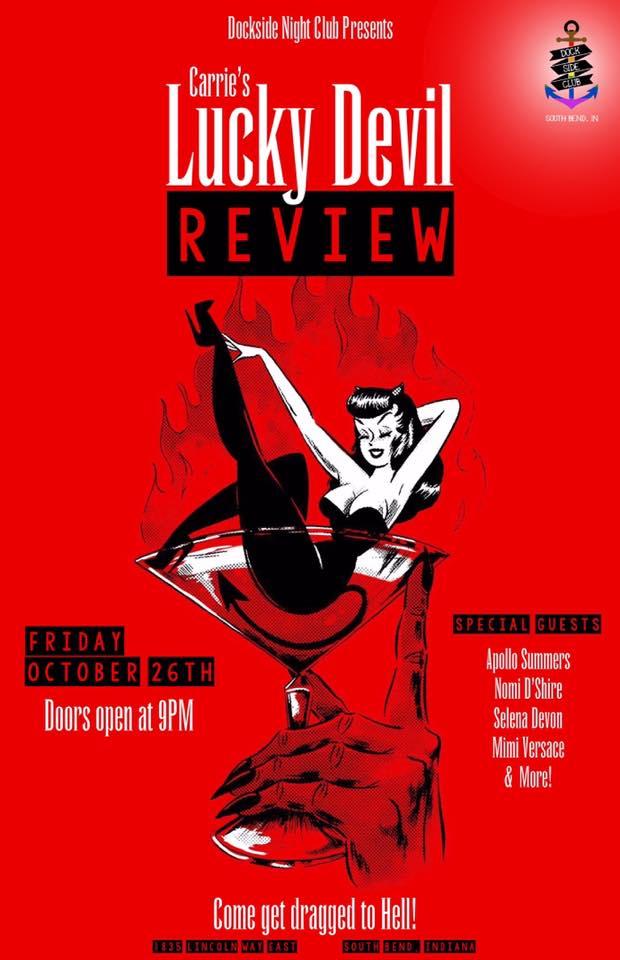 Dockside Night Club Presents
DOCK
SIDE
CLUB
SOUTH BEND, IN
Carrie's
Lucky Devil
REVIEW
FRIDAY
OCTOBER 26TH
Doors open at 9PM
SPECIAL GUESTS
Apollo Summers
Nomi D'Shire
Selena Devon
Mimi Versace
& More!
Come get dragged to Hell!
1835 LINCOLN WAY EAST SOUTH BEND, INDIANA